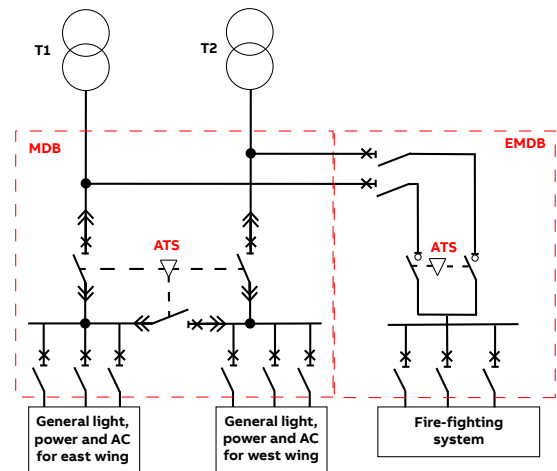 T1
T2
MDB
EMDB
ATS
ATS
General light,
power and AC
for east wing
General light,
power and AC
for west wing
Fire-fighting
system